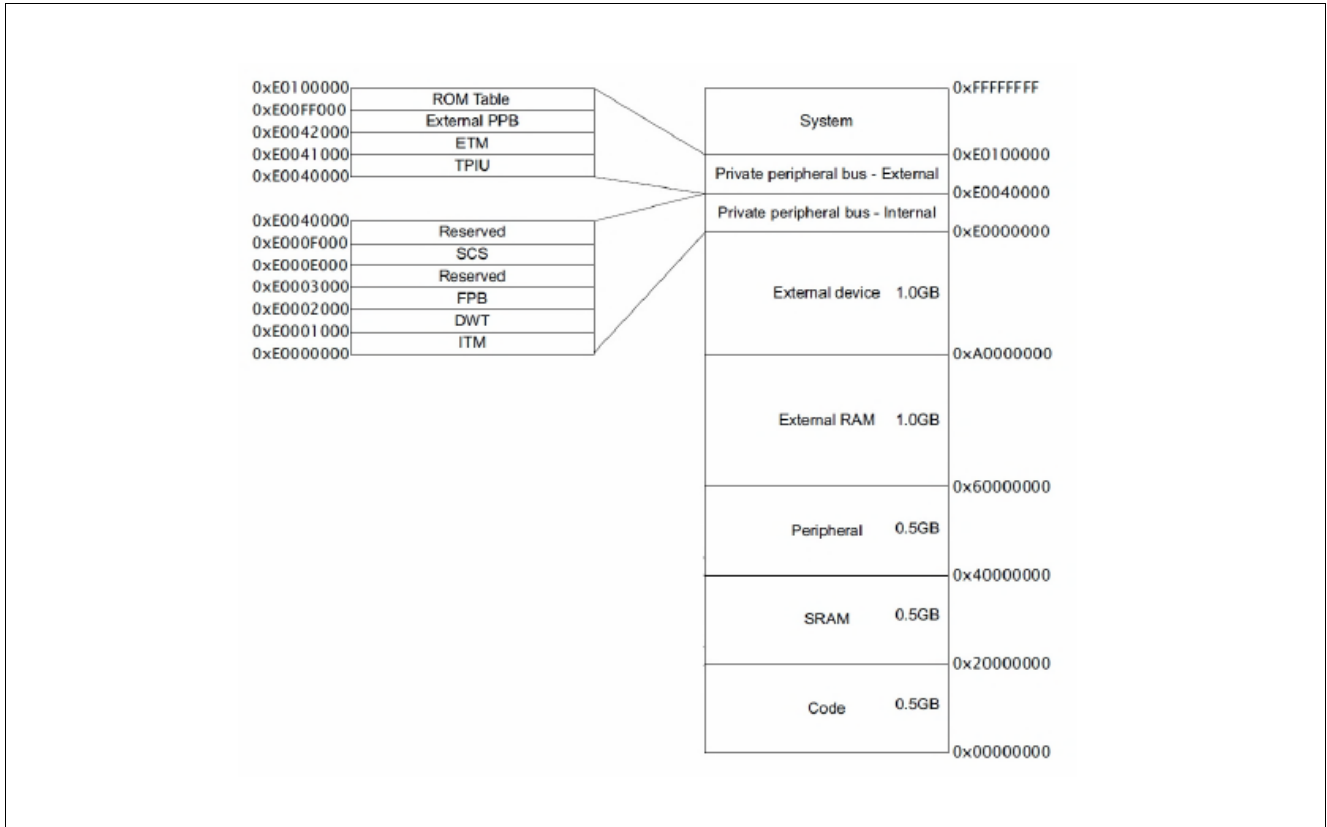 0xE0100000
ROM Table
0xE00FF000
External PPB
0xE0042000
ETM
0xE0041000
TPIU
0xE0040000
0xE0040000
Reserved
0xE000F000
SCS
0xE000E000
Reserved
0xE0003000
FPB
0xE0002000
DWT
0xE0001000
ITM
0xE0000000
0xFFFFFFFF
System
0xE0100000
Private peripheral bus - External
0xE0040000
Private peripheral bus - Internal
0xE0000000
External device 1.0GB
0xA0000000
External RAM 1.0GB
0x60000000
Peripheral 0.5GB
0x40000000
SRAM 0.5GB
0x20000000
Code 0.5GB
0x00000000